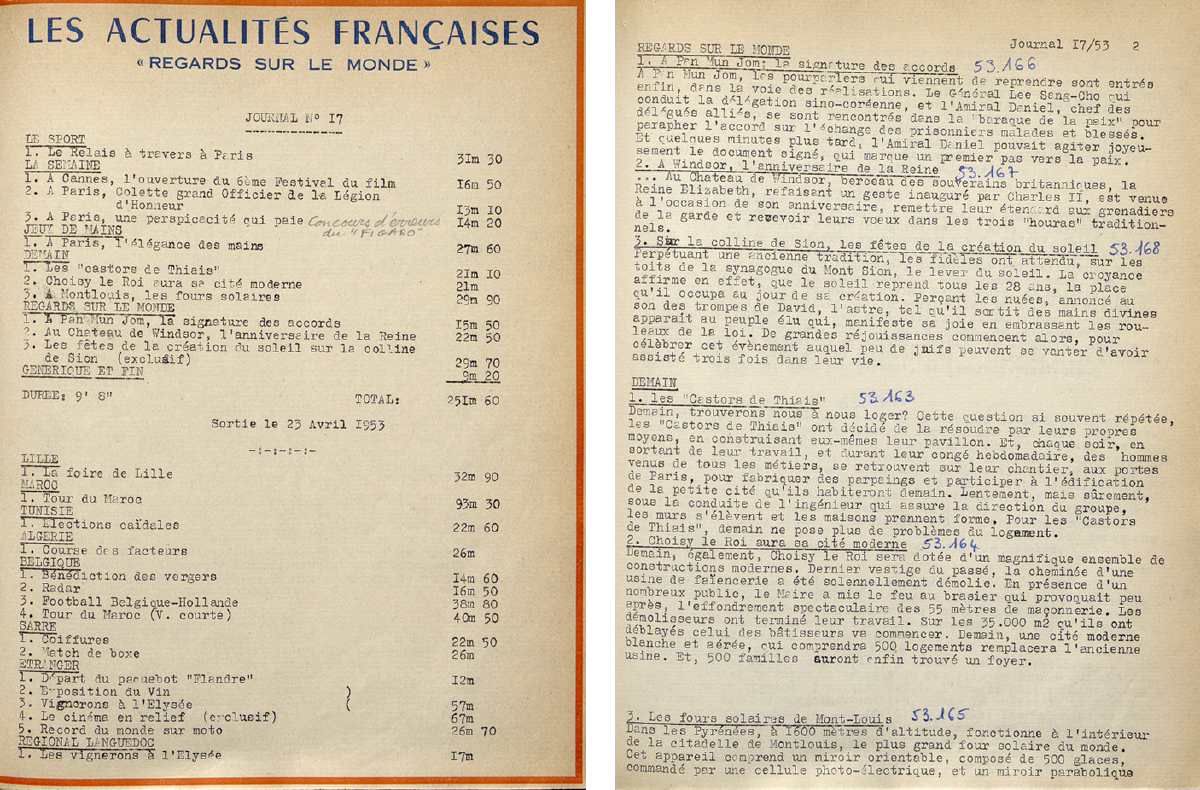 LES ACTUALITÉS FRANÇAISES
« REGARDS SUR LE MONDE »
JOURNAL N° I7
LE SPORT
1. Le Relais à travers à Paris 31m 30
LA SEMAINE
1. A Cannes, l'ouverture du 6ème Festival du film 16m 50
2. A Paris, Colette grand Officier de la Légion
d'Honneur 13m 10
3. A Paris, une perspicacité qui paie Concours d'erreurs 14m 20
du "FIGARO"
JEUX DE MAINS
1. A Paris, l'élégance des mains 27m 60
DEMAIN
1. Les "castors de Thiais" 21m 10
2. Choisy le Roi aura sa cité moderne 21m
3. A Montlouis, les fours solaires 29m 90
REGARDS SUR LE MONDE
1. A Pan Mun Jom, la signature des accords 15m 50
2. Au Chateau de Windsor, l'anniversaire de la Reine 22m 50
3. Les fêtes de la création du soleil sur la colline
de Sion (exclusif) 29m 70
GENERIQUE ET FIN 9m 20
DUREE: 9' 8" TOTAL: 251m 60
Sortie le 23 Avril 1953
-:-:-:-:-
LILLE
1. La foire de Lille 32m 90
MAROC
1. Tour du Maroc 93m 30
TUNISIE
1. Elections caïdales 22m 60
ALGERIE
1. Course des facteurs 26m
BELGIQUE
1. Bénédiction des vergers 14m 60
2. Radar 16m 50
3. Football Belgique-Hollande 38m 80
4. Tour du Maroc (V. courte) 40m 50
SARRE
1. Coiffures 22m 50
2. Match de boxe 26m
ETRANGER
1. Départ du paquebot "Flandre" 12m
2. Exposition du Vin )
3. Vignerons à l'Elysée ( 57m
4. Le cinéma en relief (exclusif) 67m
5. Record du monde sur moto 26m 70
REGIONAL LANGUEDOC
1. Les vignerons à l'Elysée 17m
Journal I7/53 2
REGARDS SUR LE MONDE
1. A Pan Mun Jom: la signature des accords 53.166
A Pan Mun Jom, les pourparlers qui viennent de reprendre sont entrés
enfin, dans la voie des réalisations. Le Général Lee Sang-Cho qui
conduit la délégation sino-coréenne, et l'Amiral Daniel, chef des
délégués alliés, se sont rencontrés dans la "baraque de la paix" pour
parapher l'accord sur l'échange des prisonniers malades et blessés.
Et quelques minutes plus tard, l'Amiral Daniel pouvait agiter joyeu-
sement le document signé, qui marque un premier pas vers la paix.
2. A Windsor, l'anniversaire de la Reine 53.167
... Au Chateau de Windsor, berceau des souverains britanniques, la
Reine Elizabeth, refaisant un geste inauguré par Charles II, est venue
à l'occasion de son anniversaire, remettre leur étendard aux grenadiers
de la garde et recevoir leurs voeux dans les trois "houras" tradition-
nels.
3. Sur la colline de Sion, les fêtes de la création du soleil 53.168
Perpétuant une ancienne tradition, les fidèles ont attendu, sur les
toits de la synagogue du Mont Sion, le lever du soleil. La croyance
affirme en effet, que le soleil reprend tous les 28 ans, la place
qu'il occupa au jour de sa création. Perçant les nuées, annoncé au
son des trompes de David, l'astre, tel qu'il sortit des mains divines
apparait au peuple élu qui, manifeste sa joie en embrassant les rou-
leaux de la loi. De grandes réjouissances commencent alors, pour
célébrer cet évènement auquel peu de juifs peuvent se vanter d'avoir
assisté trois fois dans leur vie.
DEMAIN
1. les "Castors de Thiais" 53.163
Demain, trouverons nous à nous loger? Cette question si souvent répétée,
les "Castors de Thiais" ont décidé de la résoudre par leurs propres
moyens, en construisant eux-mêmes leur pavillon. Et, chaque soir, en
sortant de leur travail, et durant leur congé hebdomadaire, des hommes
venus de tous les métiers, se retrouvent sur leur chantier, aux portes
de Paris, pour fabriquer des parpaings et participer à l'édification
de la petite cité qu'ils habiteront demain. Lentement, mais sûrement,
sous la conduite de l'ingénieur qui assure la direction du groupe,
les murs s'élèvent et les maisons prennent forme. Pour les "Castors
de Thiais", demain ne pose plus de problèmes du logement.
2. Choisy le Roi aura sa cité moderne 53.164
Demain, également, Choisy le Roi sera dotée d'un magnifique ensemble de
constructions modernes. Dernier vestige du passé, la cheminée d'une
usine de faïencerie a été solennellement démolie. En présence d'un
nombreux public, le Maire a mis le feu au brasier qui provoquait peu
après, l'effondrement spectaculaire des 55 mètres de maçonnerie. Les
démolisseurs ont terminé leur travail. Sur les 35.000 m2 qu'ils ont
déblayés celui des bâtisseurs va commencer. Demain, une cité moderne
blanche et aérée, qui comprendra 500 logements remplacera l'ancienne
usine. Et, 500 familles auront enfin trouvé un foyer.
3. Les fours solaires de Mont-Louis 53.165
Dans les Pyrénées, à 1600 mètres d'altitude, fonctionne à l'intérieur
de la citadelle de Montlouis, le plus grand four solaire du monde.
Cet appareil comprend un miroir orientable, composé de 500 glaces,
commandé par une cellule photo-électrique, et un miroir parabolique